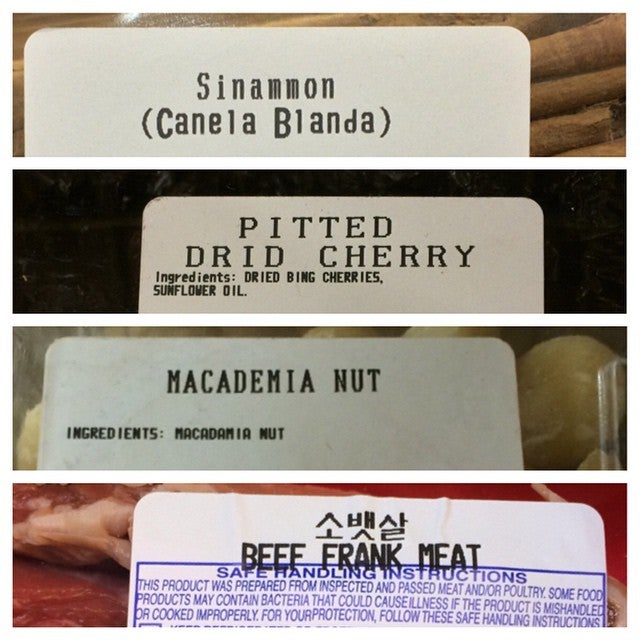 Sinammon
(Canela Blanda)
PITTED
DRID CHERRY
Ingredients: DRIED BING CHERRIES,
SUNFLOWER OIL.
MACADEMIA NUT
INGREDIENTS: MACADAMIA NUT
소뱃살
BEEF FRANK MEAT
SAFE HANDLING INSTRUCTIONS
THIS PRODUCT WAS PREPARED FROM INSPECTED AND PASSED MEAT AND/OR POULTRY. SOME FOOD
PRODUCTS MAY CONTAIN BACTERIA THAT COULD CAUSE ILLNESS IF THE PRODUCT IS MISHANDLED
OR COOKED IMPROPERLY. FOR YOUR PROTECTION, FOLLOW THESE SAFE HANDLING INSTRUCTIONS